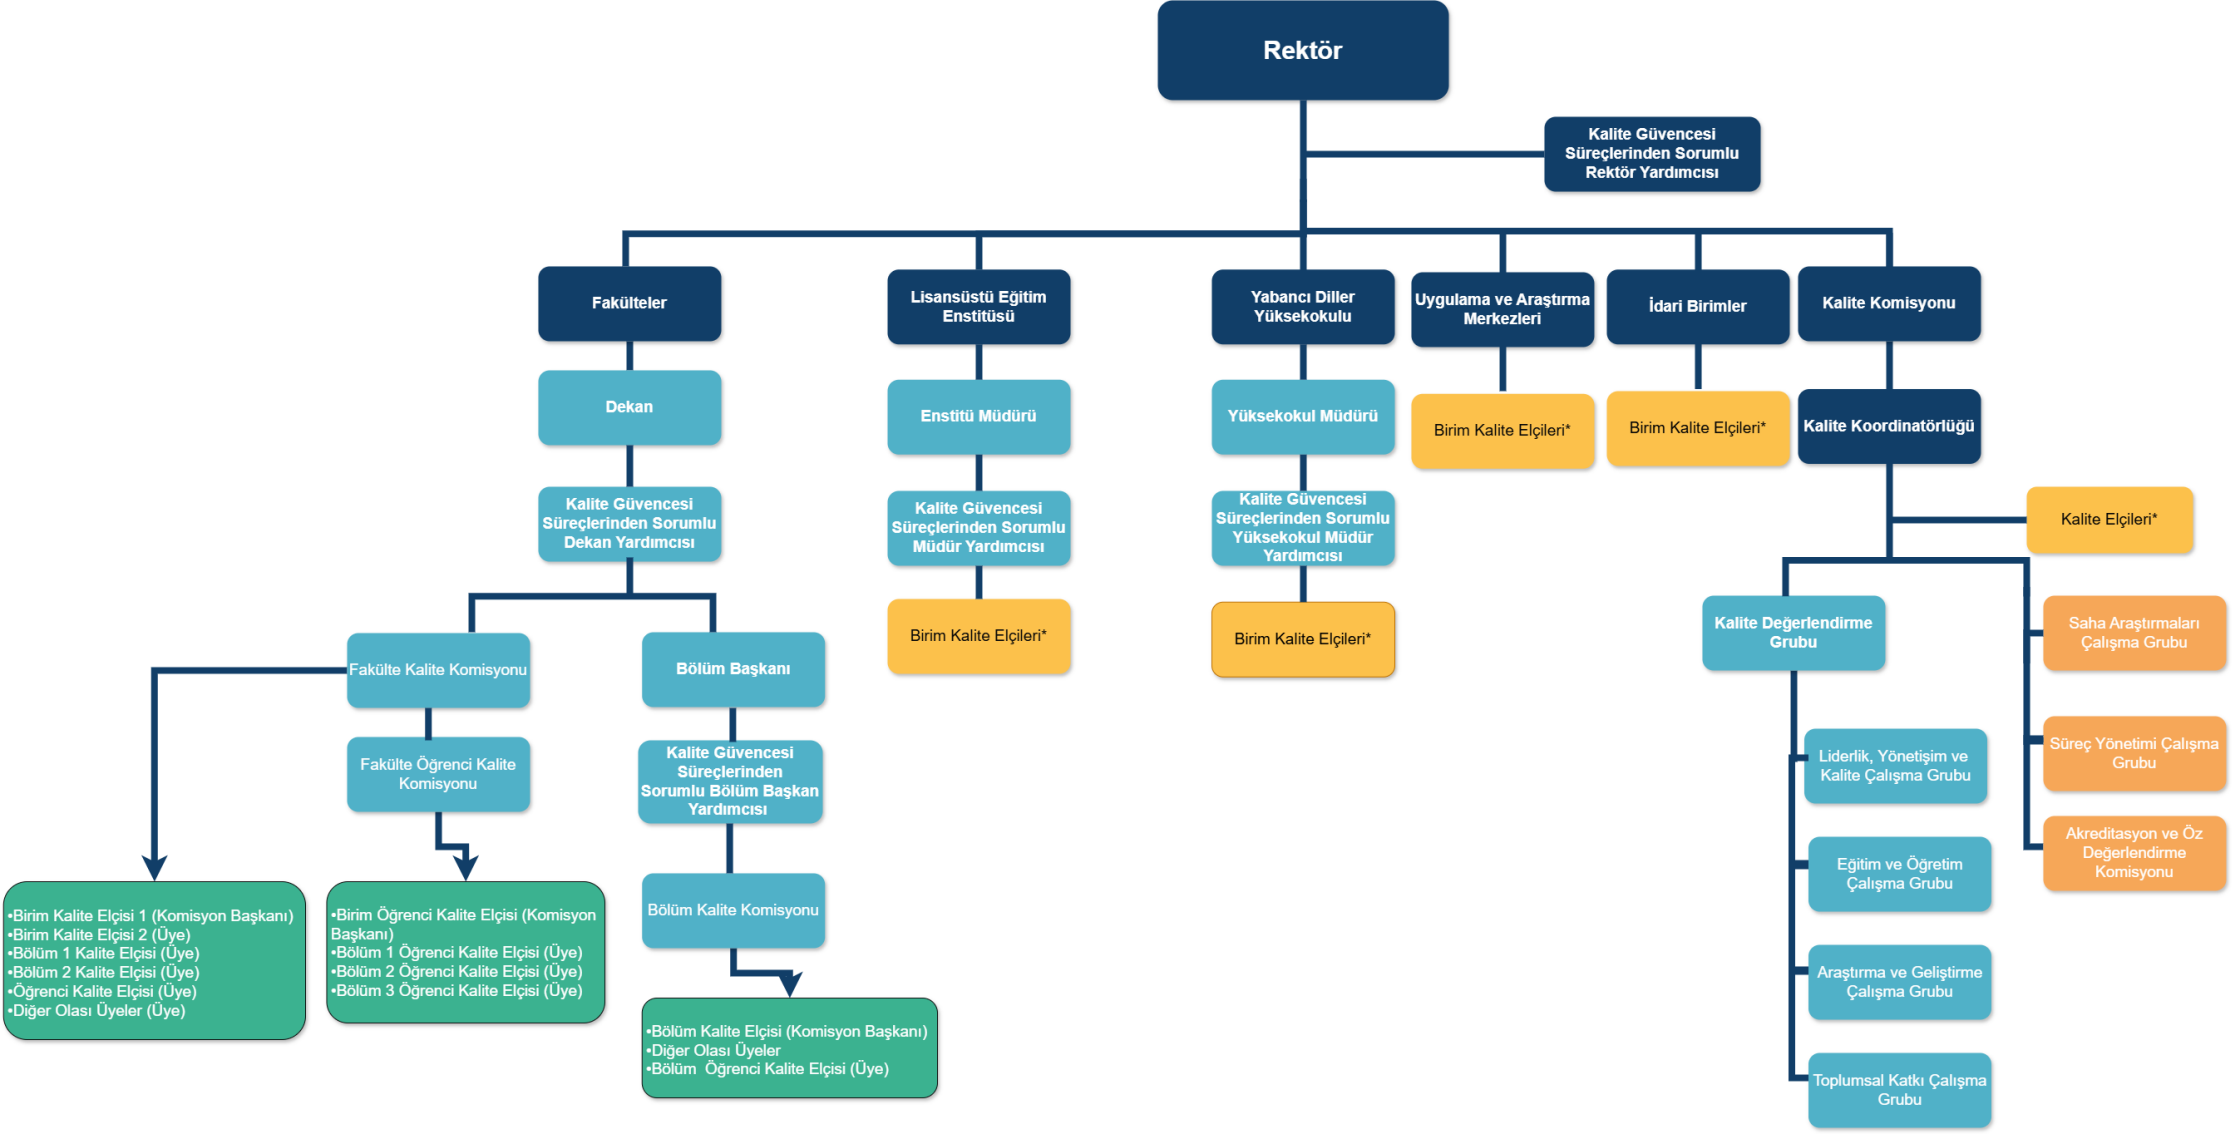 Rektör
Kalite Güvencesi
Süreçlerinden Sorumlu
Rektör Yardımcısı
Fakülteler
Lisansüstü Eğitim
Enstitüsü
Yabancı Diller
Yüksekokulu
Uygulama ve Araştırma
Merkezleri
İdari Birimler
Kalite Komisyonu
Dekan
Enstitü Müdürü
Yüksekokul Müdürü
Birim Kalite Elçileri*
Birim Kalite Elçileri*
Kalite Koordinatörlüğü
Kalite Güvencesi
Süreçlerinden Sorumlu
Dekan Yardımcısı
Kalite Güvencesi
Süreçlerinden Sorumlu
Müdür Yardımcısı
Kalite Güvencesi
Süreçlerinden Sorumlu
Yüksekokul Müdür
Yardımcısı
Kalite Elçileri*
Birim Kalite Elçileri*
Birim Kalite Elçileri*
Kalite Değerlendirme
Grubu
Saha Araştırmaları
Çalışma Grubu
Fakülte Kalite Komisyonu
Bölüm Başkanı
Fakülte Öğrenci Kalite
Komisyonu
Kalite Güvencesi
Süreçlerinden
Sorumlu Bölüm Başkan
Yardımcısı
Liderlik, Yönetişim ve
Kalite Çalışma Grubu
Süreç Yönetimi Çalışma
Grubu
Eğitim ve Öğretim
Çalışma Grubu
Akreditasyon ve Öz
Değerlendirme
Komisyonu
•Birim Kalite Elçisi 1 (Komisyon Başkanı)
•Birim Kalite Elçisi 2 (Üye)
•Bölüm 1 Kalite Elçisi (Üye)
•Bölüm 2 Kalite Elçisi (Üye)
•Öğrenci Kalite Elçisi (Üye)
•Diğer Olası Üyeler (Üye)
•Birim Öğrenci Kalite Elçisi (Komisyon
Başkanı)
•Bölüm 1 Öğrenci Kalite Elçisi (Üye)
•Bölüm 2 Öğrenci Kalite Elçisi (Üye)
•Bölüm 3 Öğrenci Kalite Elçisi (Üye)
Bölüm Kalite Komisyonu
Araştırma ve Geliştirme
Çalışma Grubu
•Bölüm Kalite Elçisi (Komisyon Başkanı)
•Diğer Olası Üyeler
•Bölüm  Öğrenci Kalite Elçisi (Üye)
Toplumsal Katkı Çalışma
Grubu